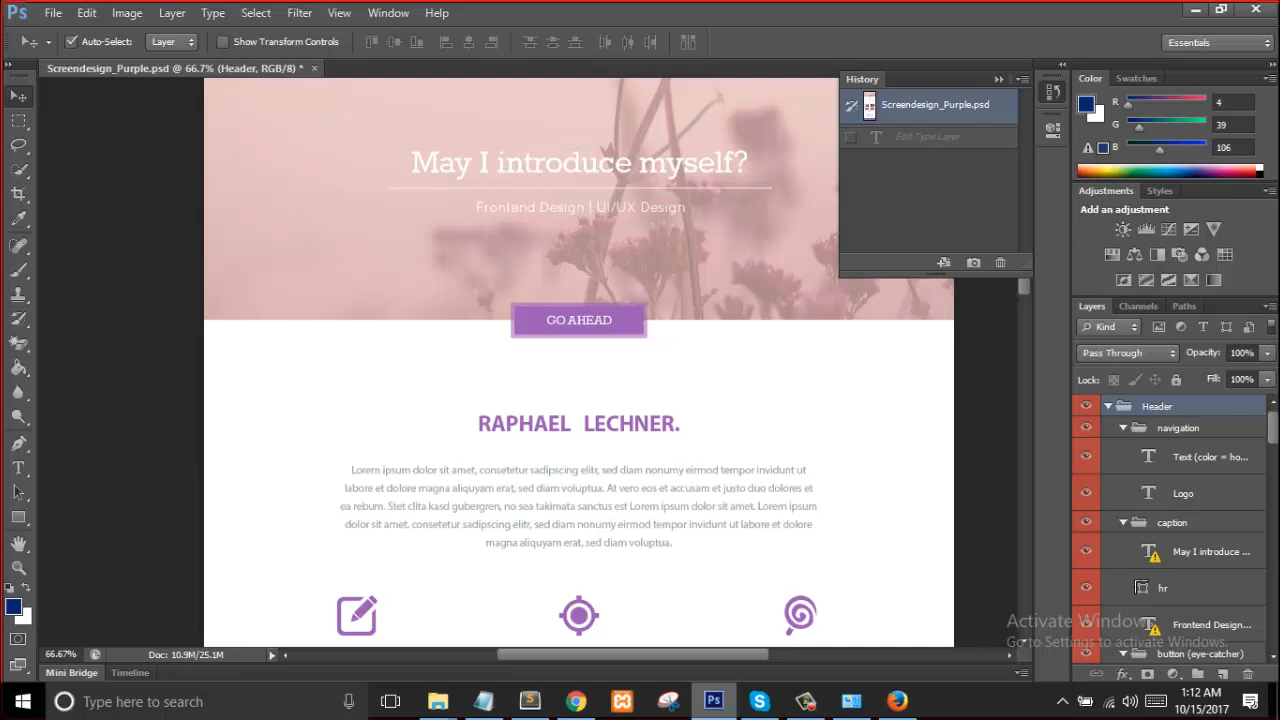 Ps File Edit Image Layer Type Select Filter View Window Help
Auto-Select: Layer Show Transform Controls Essentials
Screendesign_Purple.psd @ 66.7% (Header, RGB/8) * ×
History
Screendesign_Purple.psd
Edit Type Layer
Color Swatches
R 4
G 39
B 106
Adjustments Styles
Add an adjustment
Layers Channels Paths
Kind
Pass Through Opacity: 100%
Lock: Fill: 100%
Header
navigation
Text (color = ho...
Logo
caption
May I introduce ...
hr
Frontend Design...
button (eye-catcher)
May I introduce myself?
Frontend Design | UI/UX Design
GO AHEAD
RAPHAEL LECHNER.
Lorem ipsum dolor sit amet, consetetur sadipscing elitr, sed diam nonumy eirmod tempor invidunt ut
labore et dolore magna aliquyam erat, sed diam voluptua. At vero eos et accusam et justo duo dolores et
ea rebum. Stet clita kasd gubergren, no sea takimata sanctus est Lorem ipsum dolor sit amet. Lorem ipsum
dolor sit amet, consetetur sadipscing elitr, sed diam nonumy eirmod tempor invidunt ut labore et dolore
magna aliquyam erat, sed diam voluptua.
Activate Windows
Go to Settings to activate Windows.
66.67% Doc: 10.9M/25.1M
Mini Bridge Timeline
Type here to search
1:12 AM
10/15/2017